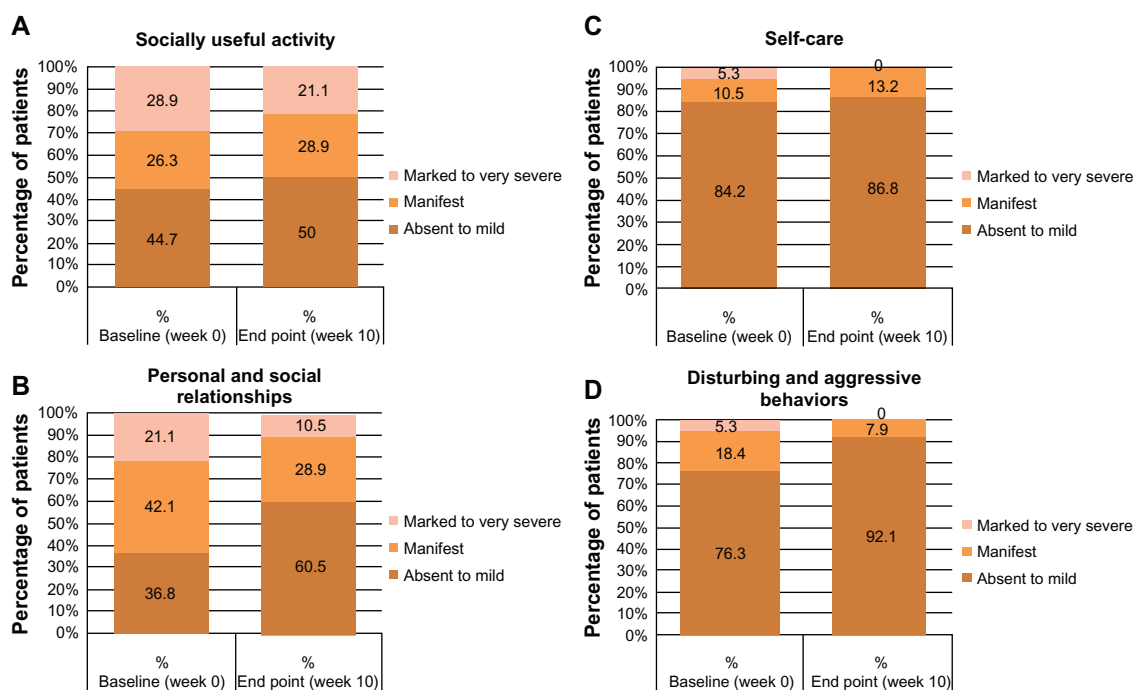 A
Socially useful activity
Percentage of patients
100%
90%
80%
70%
60%
50%
40%
30%
20%
10%
0%
28.9
26.3
44.7
21.1
28.9
50
Marked to very severe
Manifest
Absent to mild
%
Baseline (week 0)
%
End point (week 10)
B
Personal and social
relationships
Percentage of patients
100%
90%
80%
70%
60%
50%
40%
30%
20%
10%
0%
21.1
42.1
36.8
10.5
28.9
60.5
Marked to very severe
Manifest
Absent to mild
%
Baseline (week 0)
%
End point (week 10)
C
Self-care
Percentage of patients
100%
90%
80%
70%
60%
50%
40%
30%
20%
10%
0%
5.3
10.5
84.2
0
13.2
86.8
Marked to very severe
Manifest
Absent to mild
%
Baseline (week 0)
%
End point (week 10)
D
Disturbing and aggressive
behaviors
Percentage of patients
100%
90%
80%
70%
60%
50%
40%
30%
20%
10%
0%
5.3
18.4
76.3
0
7.9
92.1
Marked to very severe
Manifest
Absent to mild
%
Baseline (week 0)
%
End point (week 10)